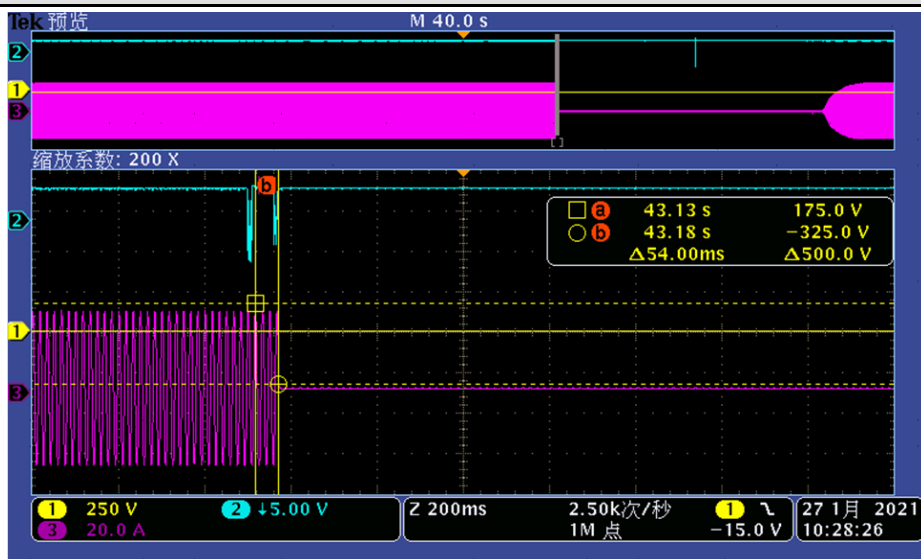 Tek 预览 M 40.0 s
2
1
3
缩放系数: 200 X
b
a 43.13 s 175.0 V
b 43.18 s −325.0 V
Δ54.00ms Δ500.0 V
2
1
3
1 250 V 2 ↓5.00 V Z 200ms 2.50k次/秒 1 27 1月 2021
3 20.0 A 1M 点 −15.0 V 10:28:26